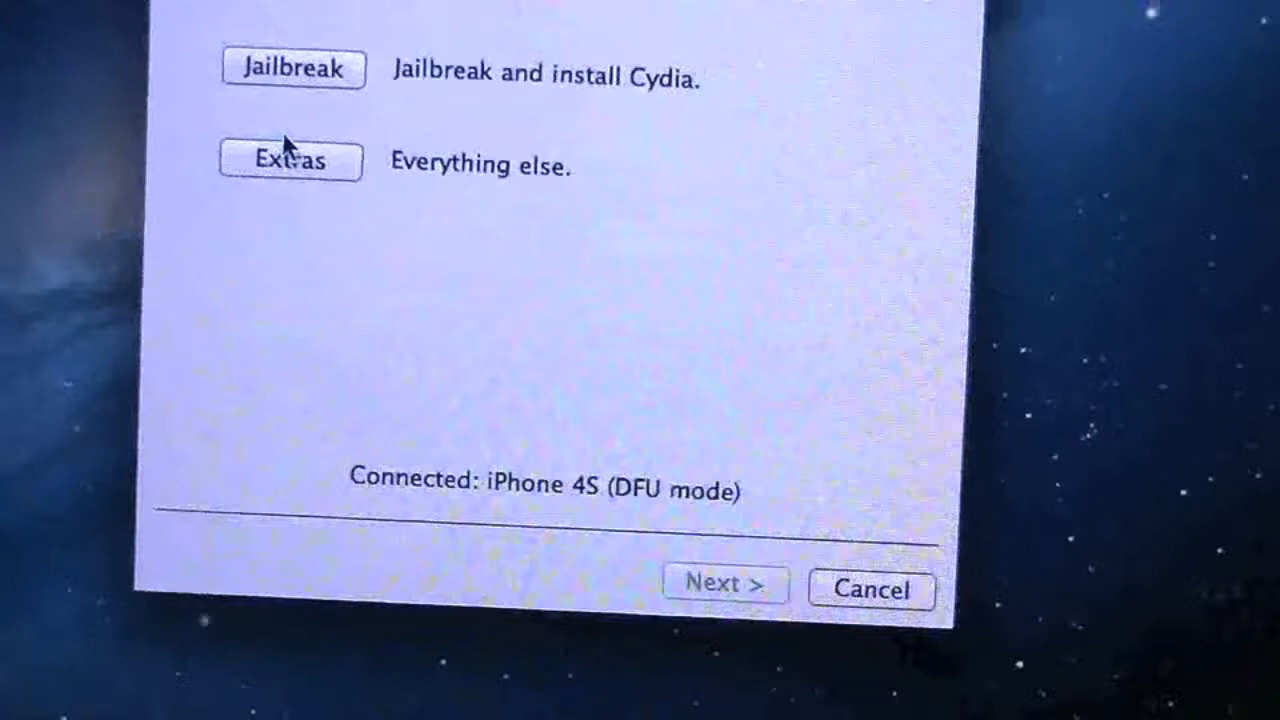 Jailbreak Jailbreak and install Cydia.
Extras Everything else.
Connected: iPhone 4S (DFU mode)
Next > Cancel